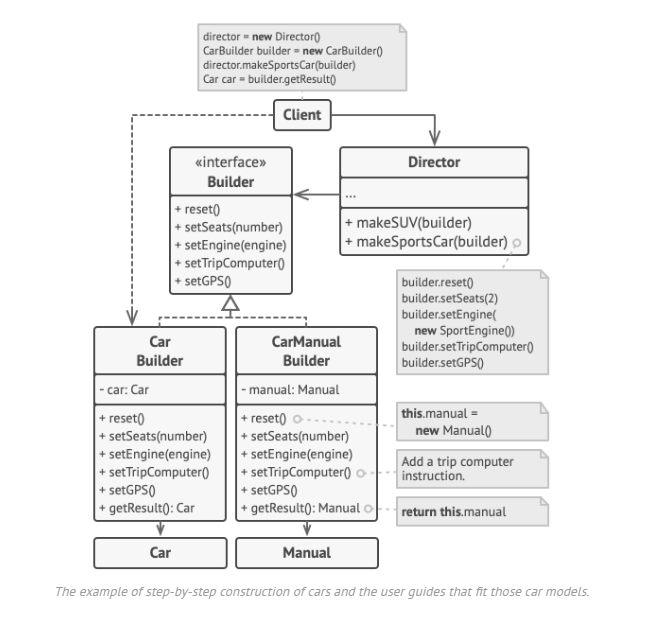 director = new Director()
CarBuilder builder = new CarBuilder()
director.makeSportsCar(builder)
Car car = builder.getResult()
Client
«interface»
Builder
+ reset()
+ setSeats(number)
+ setEngine(engine)
+ setTripComputer()
+ setGPS()
Director
...
+ makeSUV(builder)
+ makeSportsCar(builder)
builder.reset()
builder.setSeats(2)
builder.setEngine(
new SportEngine())
builder.setTripComputer()
builder.setGPS()
Car
Builder
- car: Car
+ reset()
+ setSeats(number)
+ setEngine(engine)
+ setTripComputer()
+ setGPS()
+ getResult(): Car
CarManual
Builder
- manual: Manual
+ reset()
+ setSeats(number)
+ setEngine(engine)
+ setTripComputer()
+ setGPS()
+ getResult(): Manual
this.manual =
new Manual()
Add a trip computer
instruction.
return this.manual
Car
Manual
The example of step-by-step construction of cars and the user guides that fit those car models.